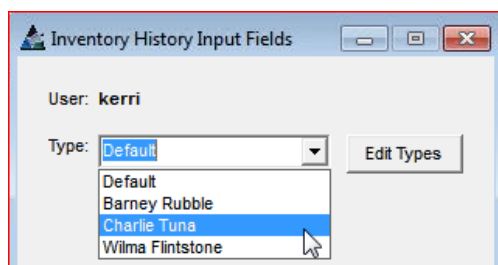 Inventory History Input Fields
User: kerri
Type: Default Edit Types
Default
Barney Rubble
Charlie Tuna
Wilma Flintstone